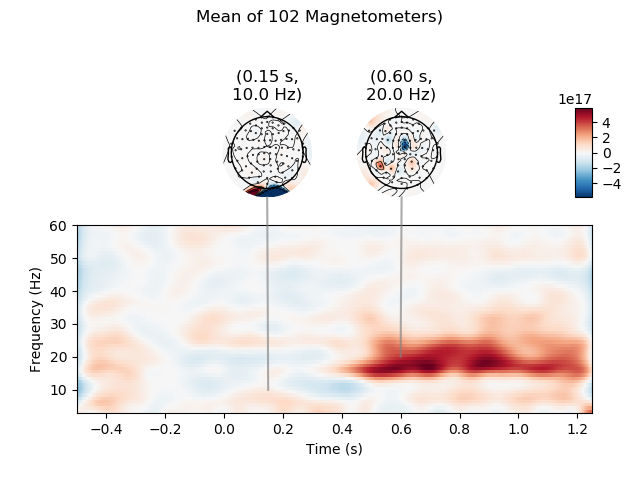 Mean of 102 Magnetometers)
(0.15 s,
10.0 Hz)
(0.60 s,
20.0 Hz)
1e17
4
2
0
−2
−4
60
50
40
30
20
10
Frequency (Hz)
−0.4
−0.2
0.0
0.2
0.4
0.6
0.8
1.0
1.2
Time (s)